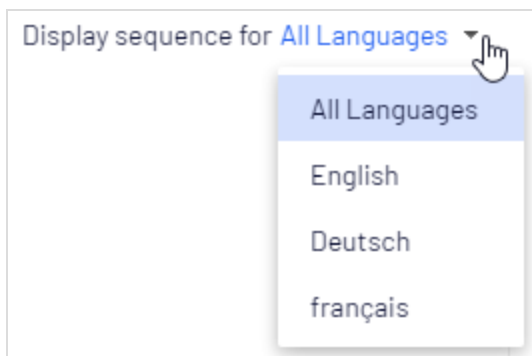 Display sequence for All Languages
All Languages
English
Deutsch
français